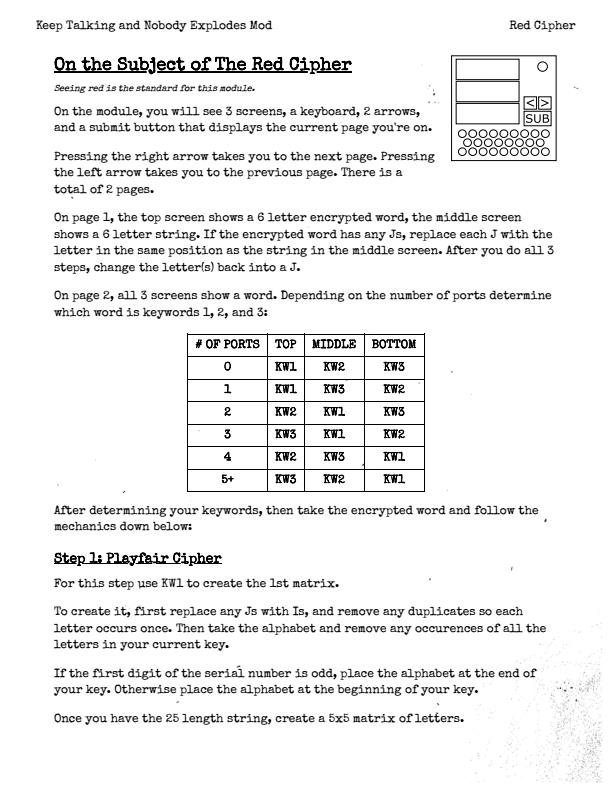 Keep Talking and Nobody Explodes Mod
Red Cipher
On the Subject of The Red Cipher
Seeing red is the standard for this module.
On the module, you will see 3 screens, a keyboard, 2 arrows,
and a submit button that displays the current page you're on.
< >
SUB
Pressing the right arrow takes you to the next page. Pressing
the left arrow takes you to the previous page. There is a
total of 2 pages.
On page 1, the top screen shows a 6 letter encrypted word, the middle screen
shows a 6 letter string. If the encrypted word has any Js, replace each J with the
letter in the same position as the string in the middle screen. After you do all 3
steps, change the letter(s) back into a J.
On page 2, all 3 screens show a word. Depending on the number of ports determine
which word is keywords 1, 2, and 3:
# OF PORTS TOP MIDDLE BOTTOM
0 KW1 KW2 KW3
1 KW1 KW3 KW2
2 KW2 KW1 KW3
3 KW3 KW1 KW2
4 KW2 KW3 KW1
5+ KW3 KW2 KW1
After determining your keywords, then take the encrypted word and follow the
mechanics down below:
Step 1: Playfair Cipher
For this step use KW1 to create the 1st matrix.
To create it, first replace any Js with Is, and remove any duplicates so each
letter occurs once. Then take the alphabet and remove any occurences of all the
letters in your current key.
If the first digit of the serial number is odd, place the alphabet at the end of
your key. Otherwise place the alphabet at the beginning of your key.
Once you have the 25 length string, create a 5x5 matrix of letters.